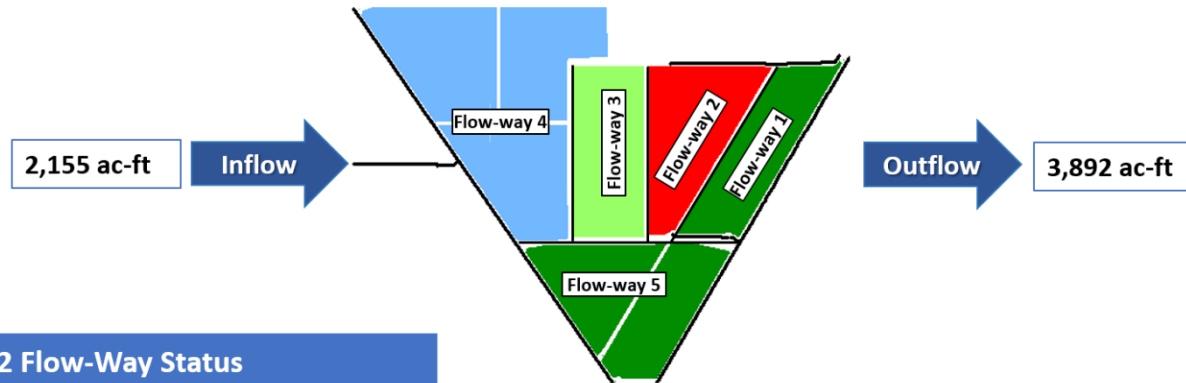 Flow-way 4
Flow-way 3
Flow-way 2
Flow-way 1
2,155 ac-ft
Inflow
Outflow
3,892 ac-ft
Flow-way 5
2 Flow-Way Status